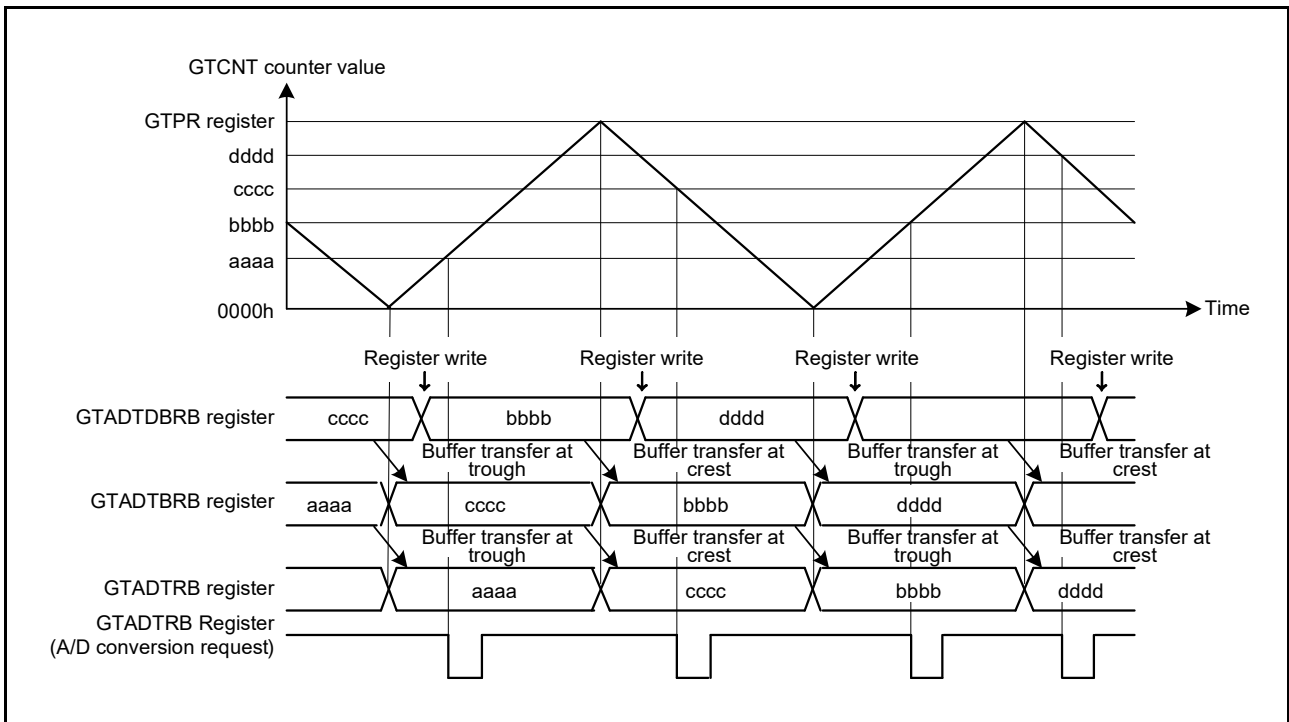 GTCNT counter value
GTPR register
dddd
cccc
bbbb
aaaa
0000h
Time
Register write
Register write
Register write
Register write
GTADTDBRB register
cccc
bbbb
dddd
Buffer transfer at
trough
Buffer transfer at
crest
Buffer transfer at
trough
Buffer transfer at
crest
GTADTBRB register
aaaa
cccc
bbbb
dddd
Buffer transfer at
trough
Buffer transfer at
crest
Buffer transfer at
trough
Buffer transfer at
crest
GTADTRB register
aaaa
cccc
bbbb
dddd
GTADTRB Register
(A/D conversion request)